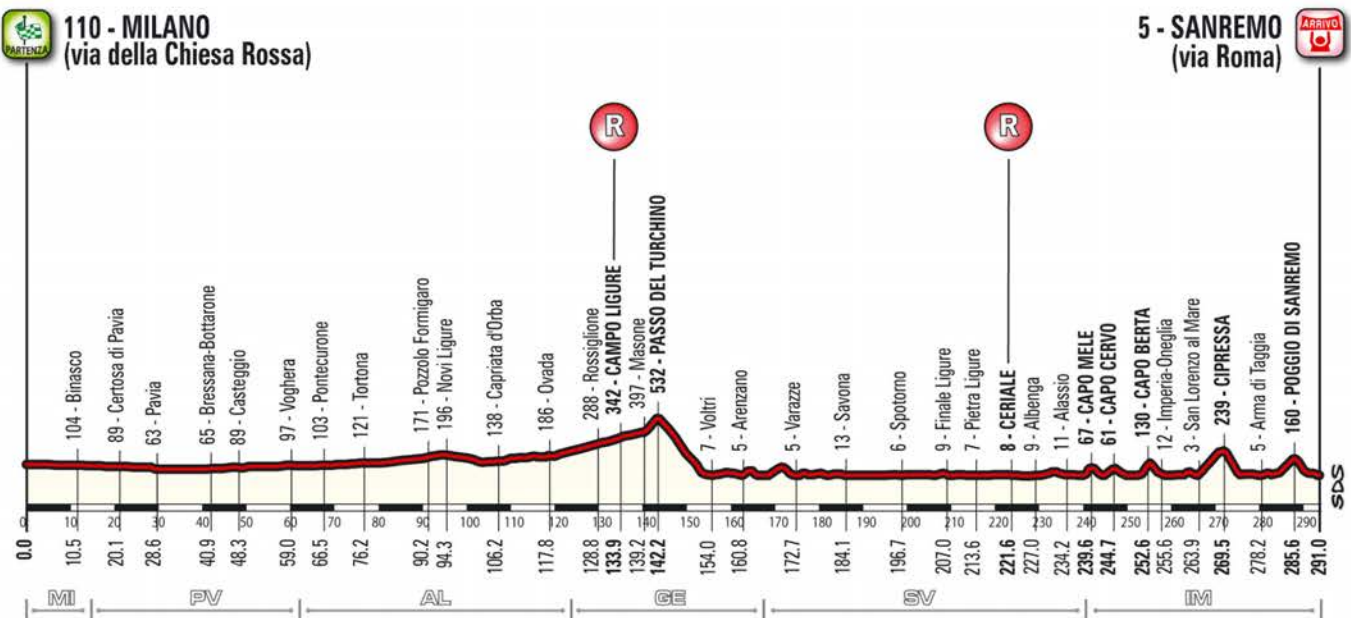 110 - MILANO
(via della Chiesa Rossa)
PARTENZA
5 - SANREMO
(via Roma)
ARRIVO
R
R
104 - Binasco
89 - Certosa di Pavia
63 - Pavia
65 - Bressana-Bottarone
89 - Casteggio
97 - Voghera
103 - Pontecurone
121 - Tortona
171 - Pozzolo Formigaro
196 - Novi Ligure
138 - Capriata d'Orba
186 - Ovada
288 - Rossiglione
342 - CAMPO LIGURE
397 - Masone
532 - PASSO DEL TURCHINO
7 - Voltri
5 - Arenzano
5 - Varazze
13 - Savona
6 - Spotorno
9 - Finale Ligure
7 - Pietra Ligure
8 - CERIALE
9 - Albenga
11 - Alassio
67 - CAPO MELE
61 - CAPO CERVO
130 - CAPO BERTA
12 - Imperia-Oneglia
3 - San Lorenzo al Mare
239 - CIPRESSA
5 - Arma di Taggia
160 - POGGIO DI SANREMO
SDS
0 10 20 30 40 50 60 70 80 90 100 110 120 130 140 150 160 170 180 190 200 210 220 230 240 250 260 270 280 290
0.0 10.5 20.1 28.6 40.9 48.3 59.0 66.5 76.2 90.2 94.3 106.2 117.8 128.8 133.9 139.2 142.2 154.0 160.8 172.7 184.1 196.7 207.0 213.6 221.6 227.0 234.2 239.6 244.7 252.6 255.6 263.9 269.5 278.2 285.6 291.0
MI PV AL GE SV IM